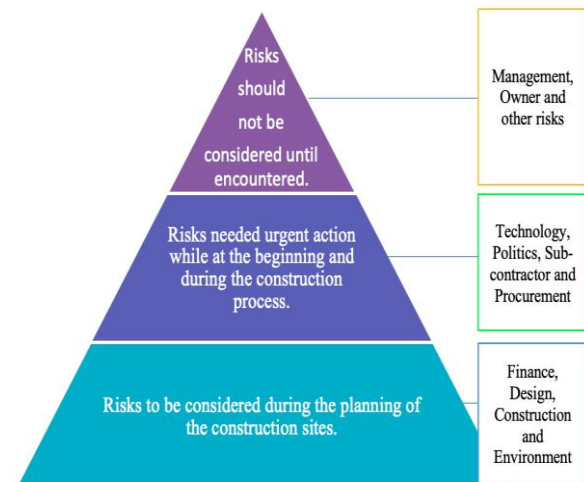 Risks
should
not be
considered until
encountered.
Management,
Owner and
other risks
Risks needed urgent action
while at the beginning and
during the construction
process.
Technology,
Politics, Sub-
contractor and
Procurement
Risks to be considered during the planning of
the construction sites.
Finance,
Design,
Construction
and
Environment